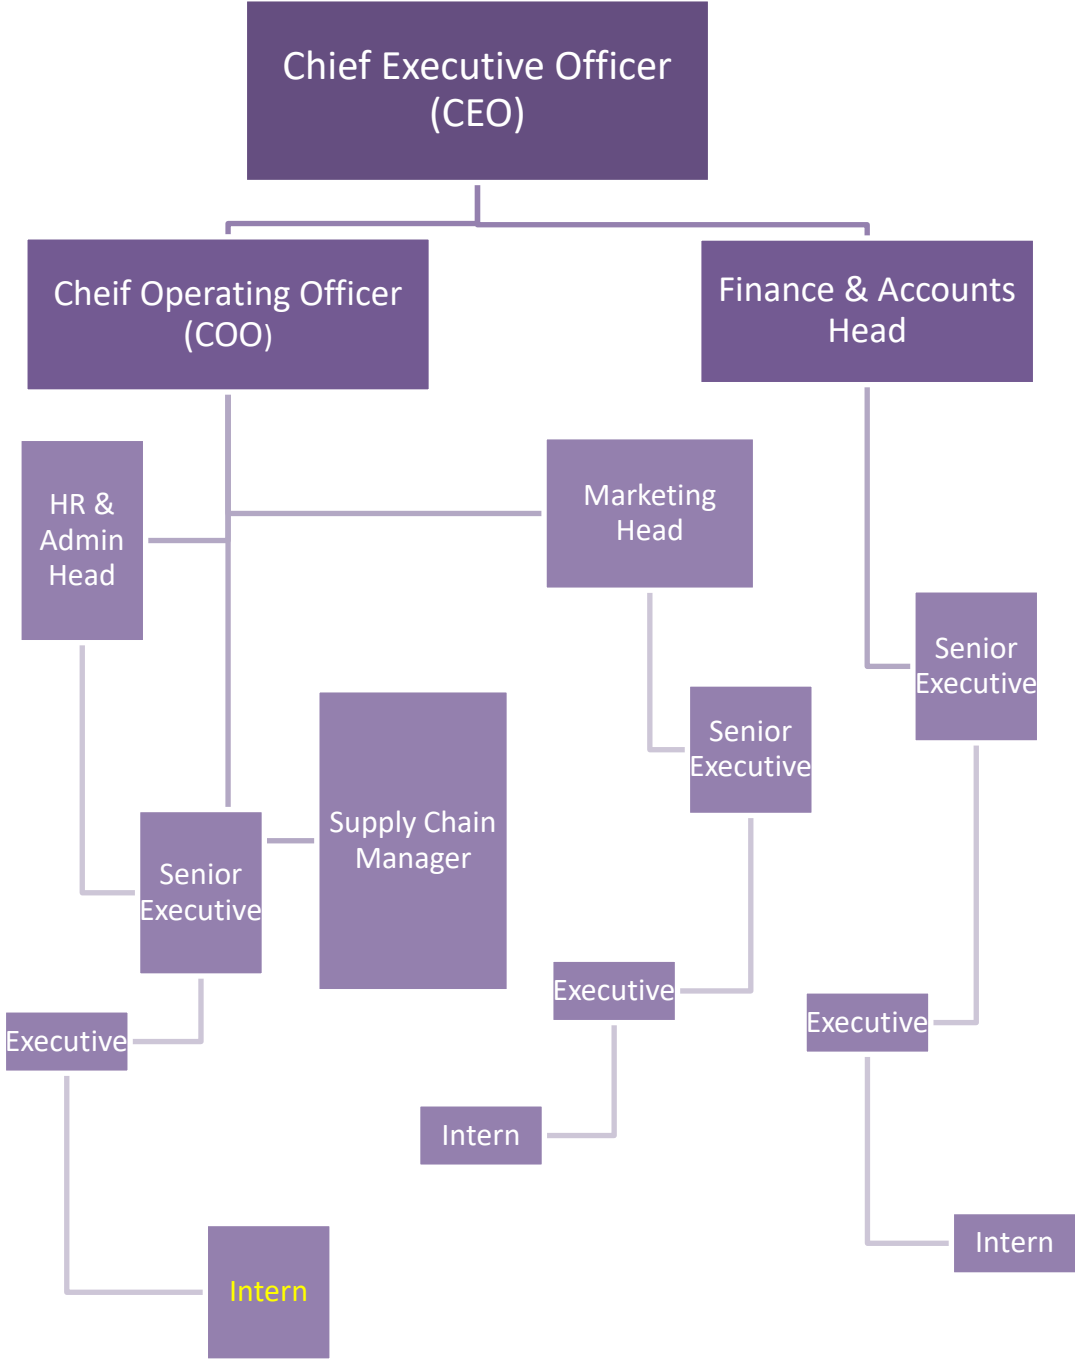 Chief Executive Officer
(CEO)
Cheif Operating Officer
(COO)
Finance & Accounts
Head
HR &
Admin
Head
Marketing
Head
Senior
Executive
Senior
Executive
Supply Chain
Manager
Senior
Executive
Executive
Executive
Executive
Intern
Intern
Intern